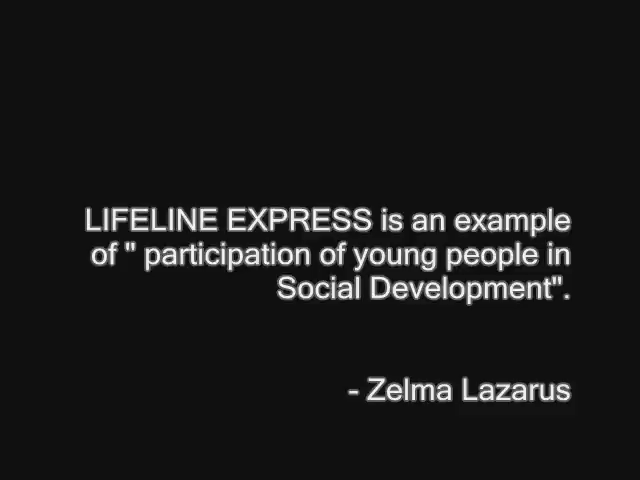 LIFELINE EXPRESS is an example
of " participation of young people in
Social Development".
- Zelma Lazarus